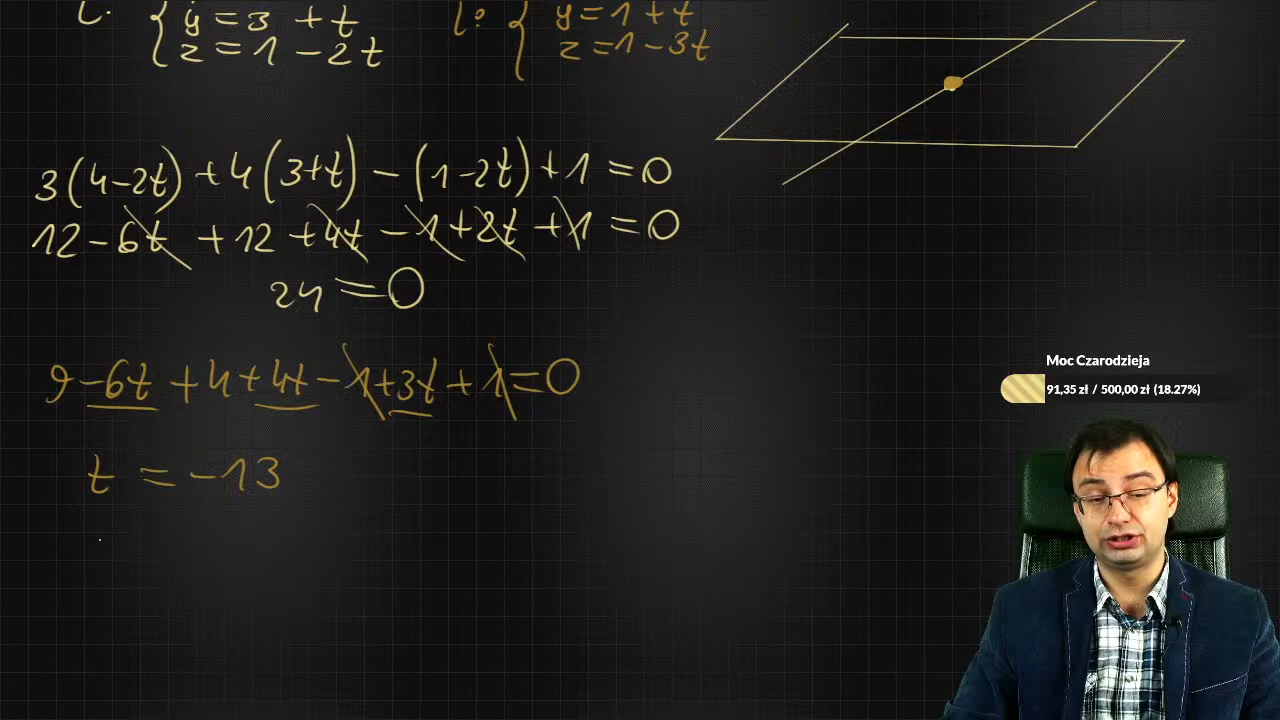 L: { y = 3 + t
z = 1 - 2t
l: { y = 1 + t
z = 1 - 3t
3(4-2t) + 4(3+t) - (1-2t) + 1 = 0
12 - 6t + 12 + 4t - 1 + 2t + 1 = 0
24 = 0
9 - 6t + 4 + 4t - 1 + 3t + 1 = 0
t = -13
Moc Czarodzieja
91,35 zł / 500,00 zł (18.27%)